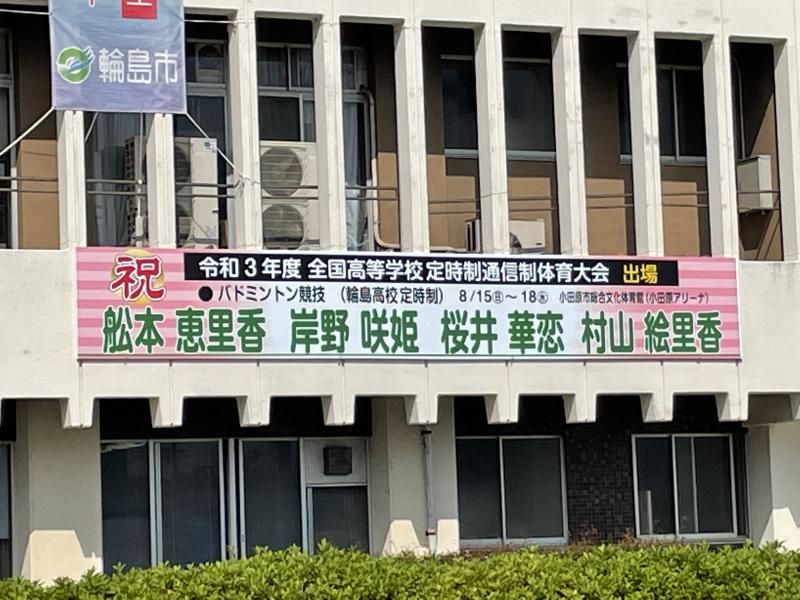 輪島市
祝
令和3年度 全国高等学校定時制通信制体育大会 出場
●バドミントン競技 (輪島高校定時制) 8/15㊐~18㊌ 小田原市総合文化体育館(小田原アリーナ)
舩本 恵里香 岸野 咲姫 桜井 華恋 村山 絵里香